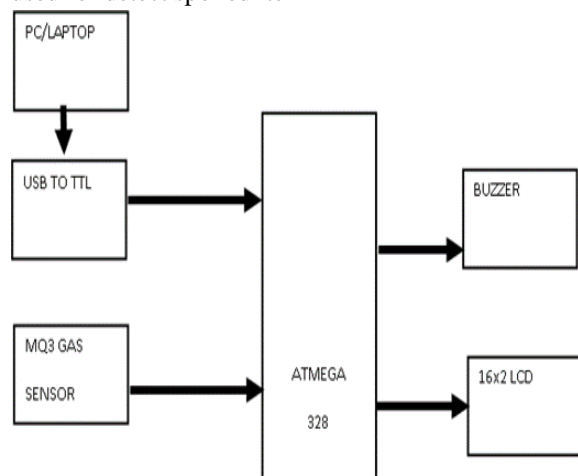 PC/LAPTOP
USB TO TTL
BUZZER
MQ3 GAS
SENSOR
ATMEGA
328
16x2 LCD